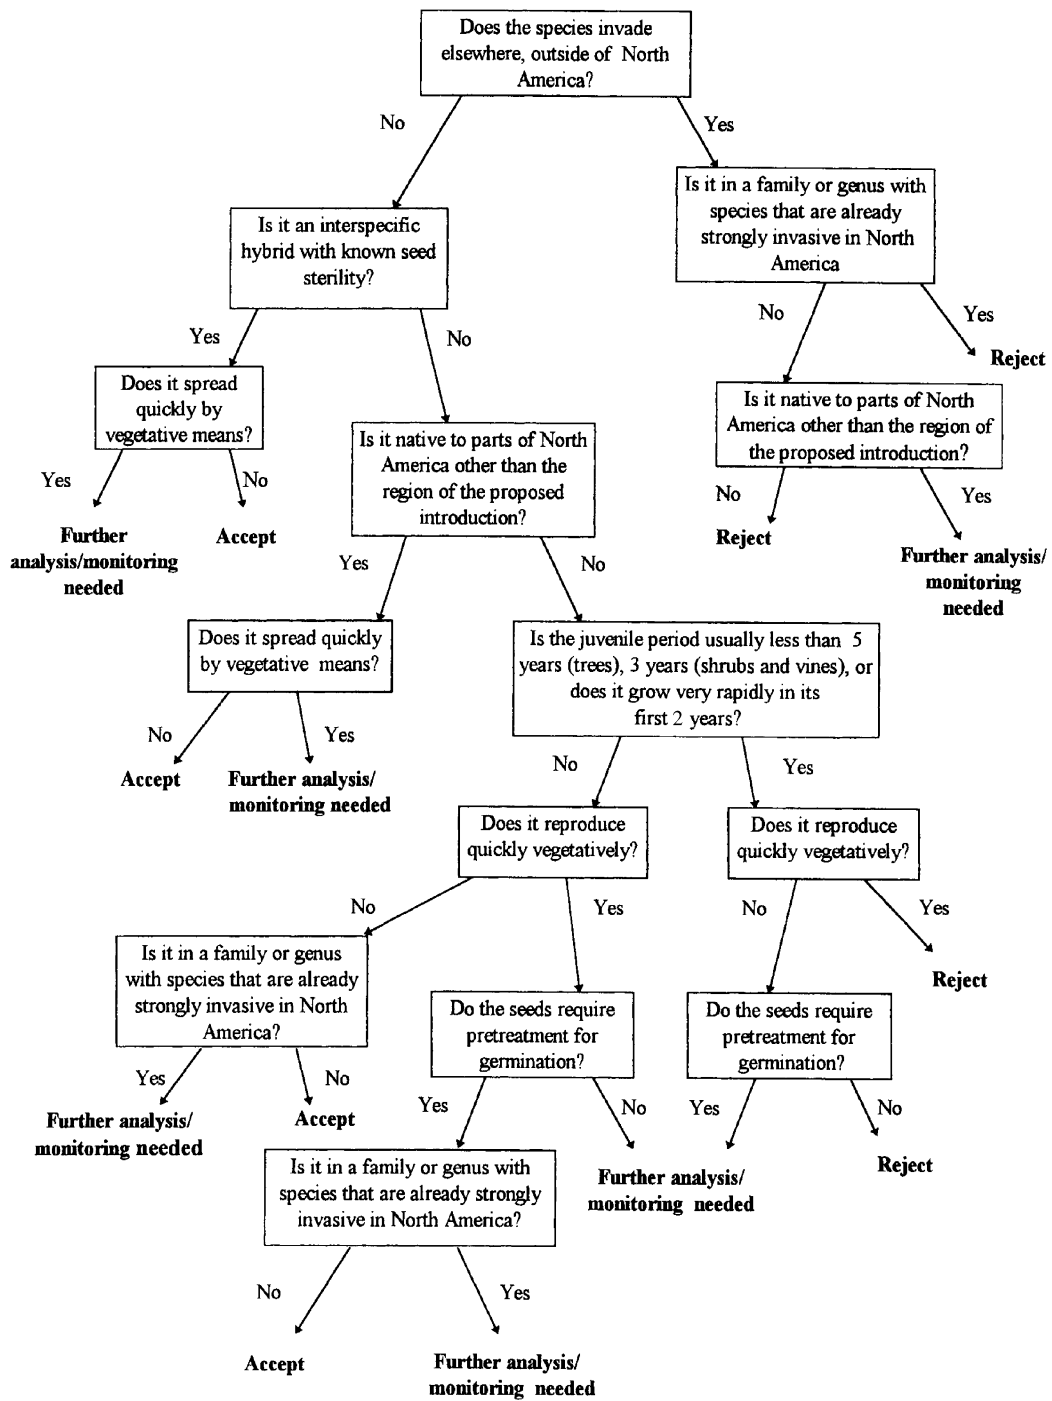 Does the species invade
elsewhere, outside of North
America?
No
Yes
Is it in a family or genus with
species that are already
strongly invasive in North
America
Is it an interspecific
hybrid with known seed
sterility?
No
Yes
Reject
Yes
No
Does it spread
quickly by
vegetative means?
Is it native to parts of North
America other than the
region of the proposed
introduction?
Is it native to parts of North
America other than the region of
the proposed introduction?
Yes
No
No
Yes
Further
analysis/monitoring
needed
Accept
Reject
Further analysis/
monitoring
needed
Yes
No
Does it spread quickly
by vegetative means?
Is the juvenile period usually less than 5
years (trees), 3 years (shrubs and vines), or
does it grow very rapidly in its
first 2 years?
No
Yes
Accept
Further analysis/
monitoring needed
No
Yes
Does it reproduce
quickly vegetatively?
Does it reproduce
quickly vegetatively?
No
Yes
No
Yes
Reject
Is it in a family or genus
with species that are already
strongly invasive in North
America?
Do the seeds require
pretreatment for
germination?
Do the seeds require
pretreatment for
germination?
Yes
No
Yes
No
Yes
No
Further analysis/
monitoring needed
Accept
Further analysis/
monitoring needed
Reject
Is it in a family or genus with
species that are already strongly
invasive in North America?
No
Yes
Accept
Further analysis/
monitoring needed